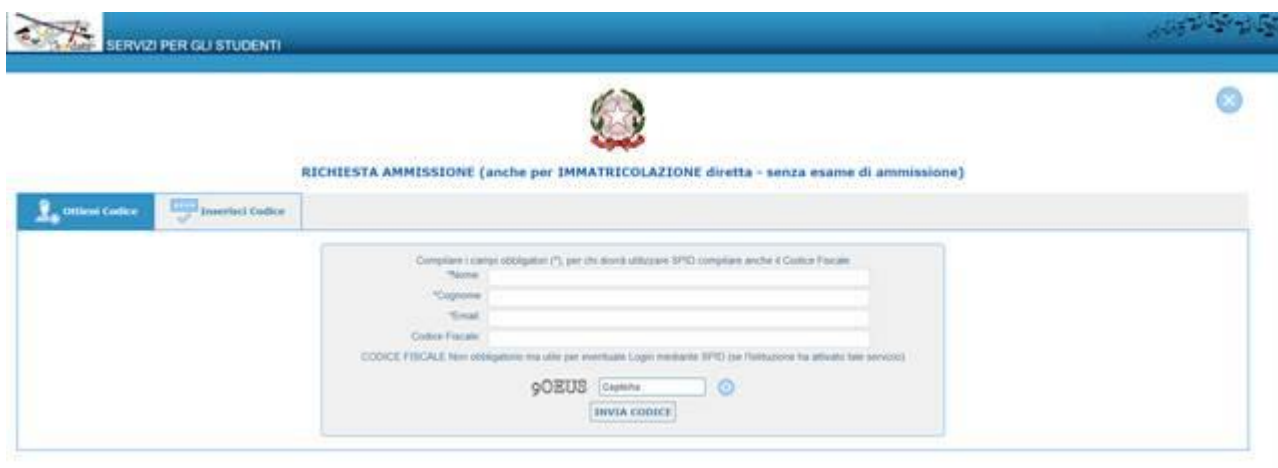 SERVIZI PER GLI STUDENTI
RICHIESTA AMMISSIONE (anche per IMMATRICOLAZIONE diretta - senza esame di ammissione)
Ottieni Codice
Inserisci Codice
Compilare i campi obbligatori (*), per chi dovrà utilizzare SPID compilare anche il Codice Fiscale
*Nome
*Cognome
*Email
Codice Fiscale
CODICE FISCALE Non obbligatorio ma utile per eventuale Login mediante SPID (se l'Istituzione ha attivato tale servizio)
gOEUS Captcha
INVIA CODICE